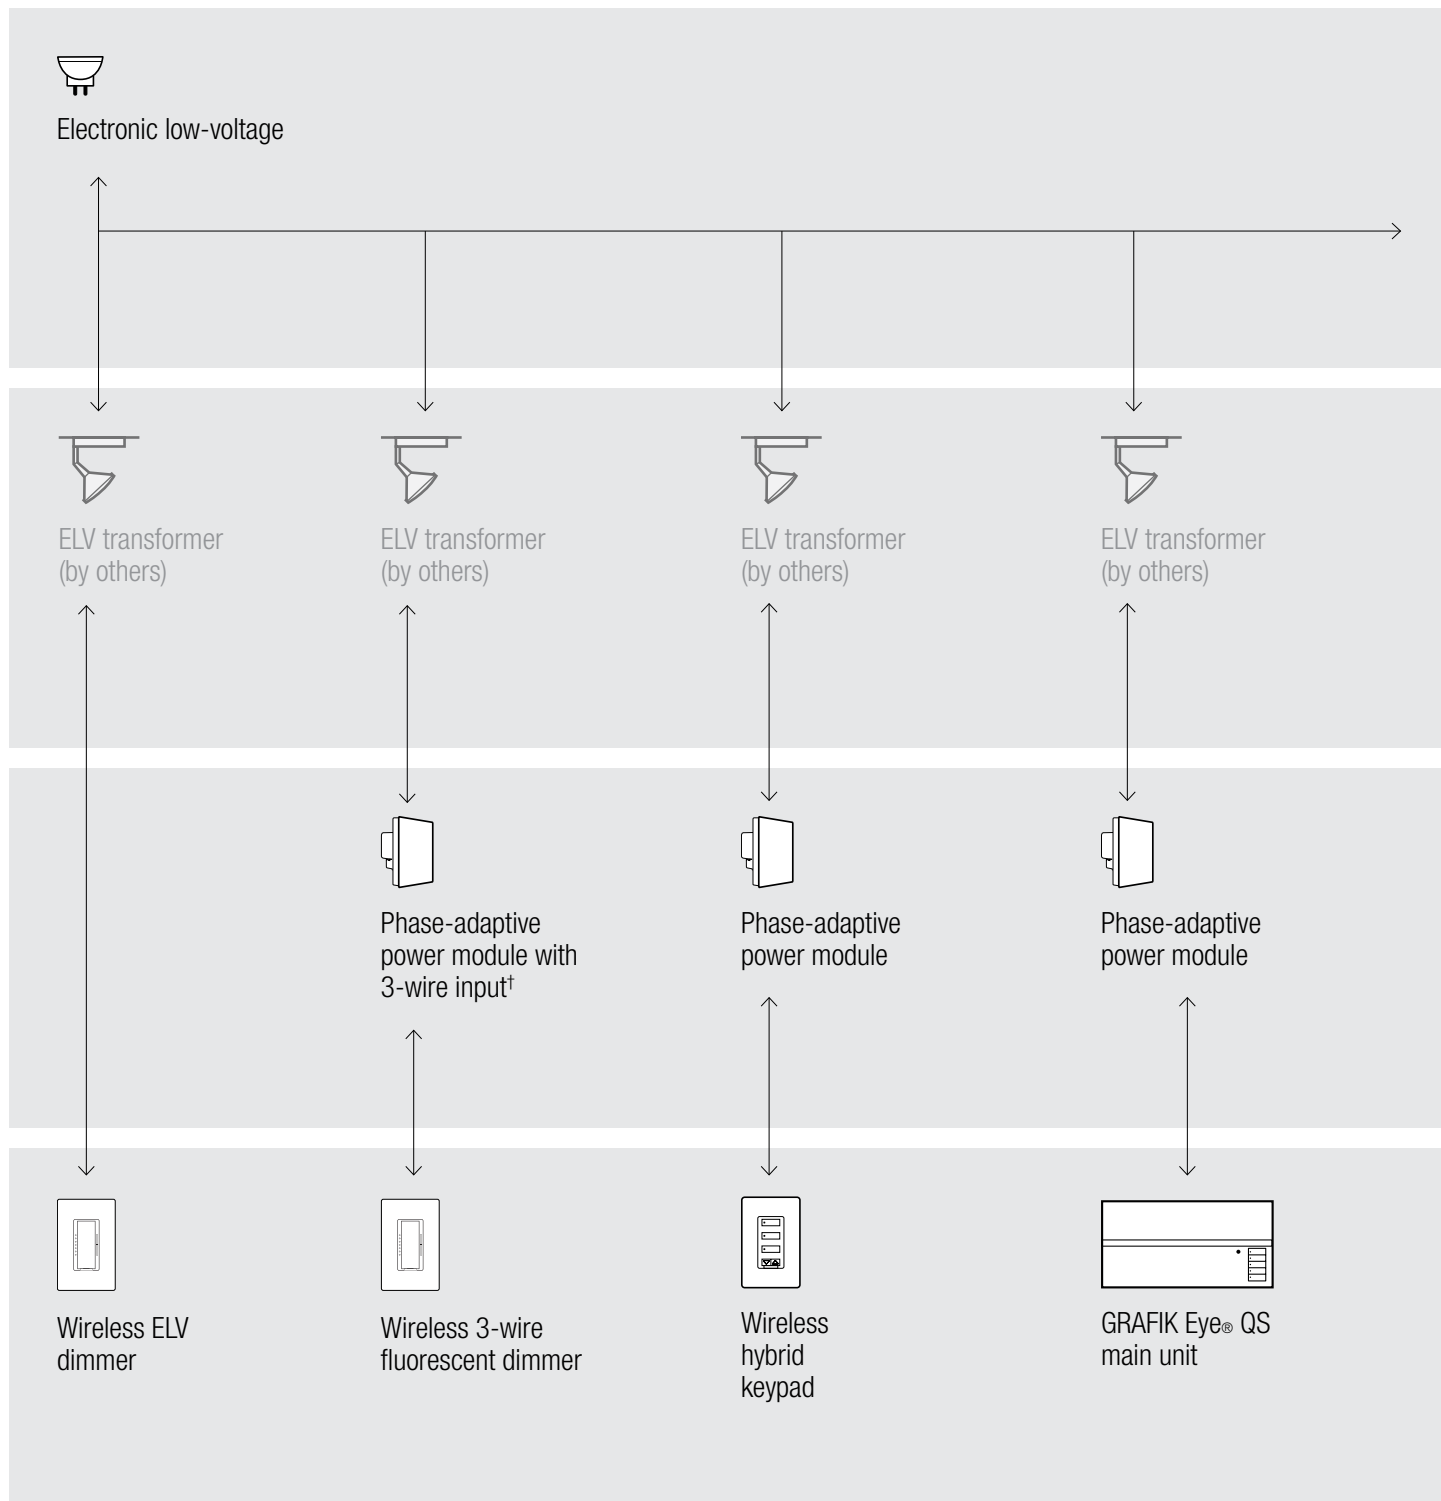 Electronic low-voltage
ELV transformer
(by others)
ELV transformer
(by others)
ELV transformer
(by others)
ELV transformer
(by others)
Phase-adaptive
power module with
3-wire input†
Phase-adaptive
power module
Phase-adaptive
power module
Wireless ELV
dimmer
Wireless 3-wire
fluorescent dimmer
Wireless
hybrid
keypad
GRAFIK Eye® QS
main unit